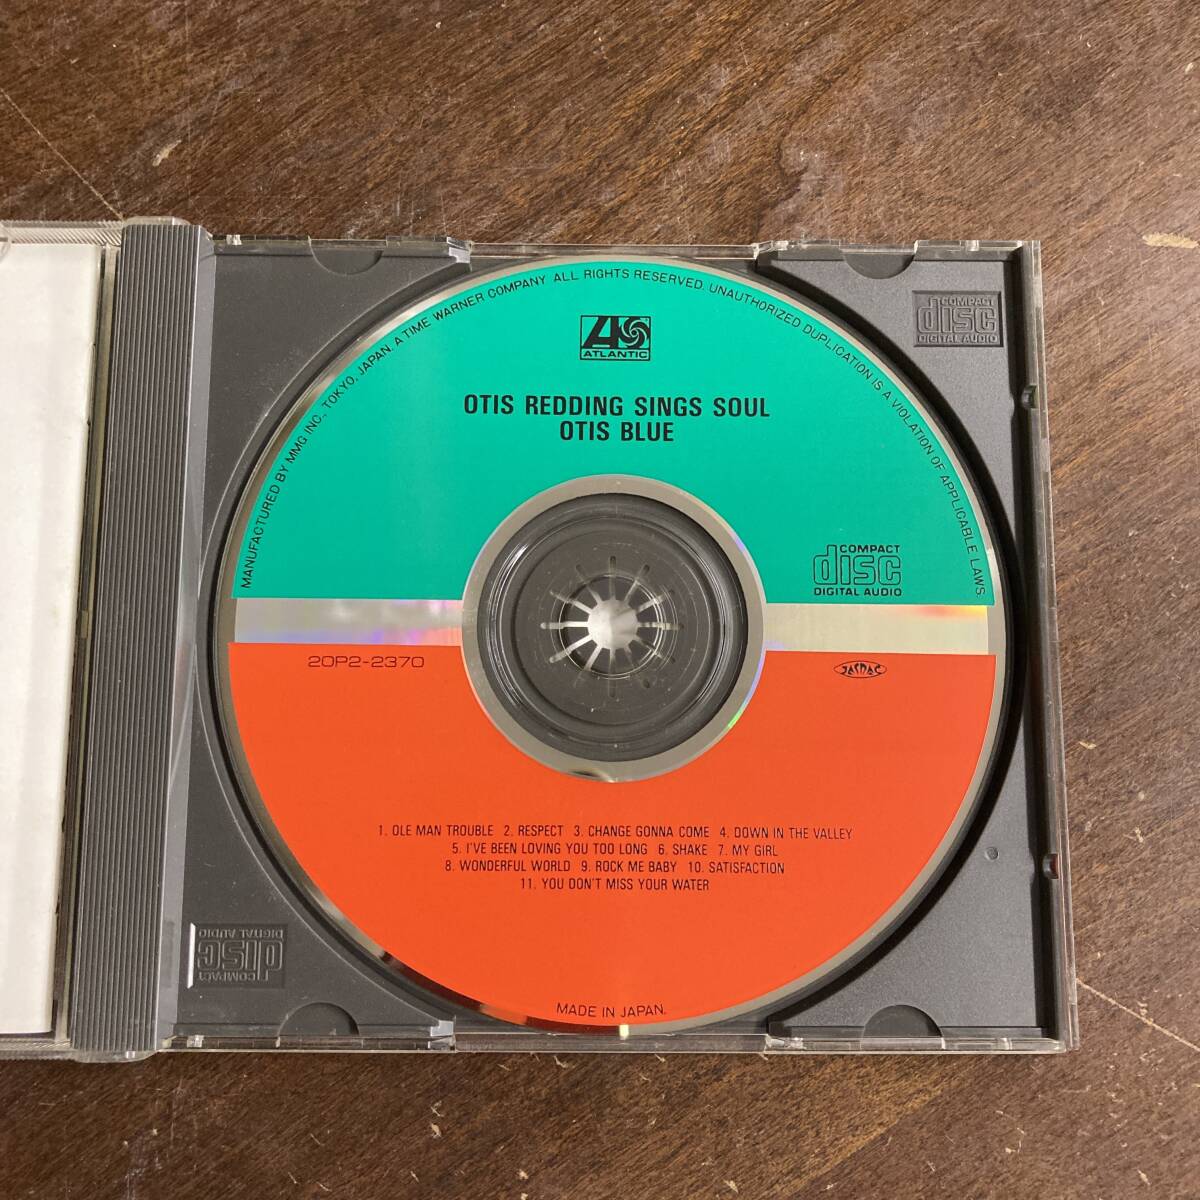 MANUFACTURED BY MMG INC., TOKYO, JAPAN. A TIME WARNER COMPANY ALL RIGHTS RESERVED. UNAUTHORIZED DUPLICATION IS A VIOLATION OF APPLICABLE LAWS.
ATLANTIC
OTIS REDDING SINGS SOUL
OTIS BLUE
COMPACT
disc
DIGITAL AUDIO
COMPACT
disc
DIGITAL AUDIO
20P2-2370
JASRAC
1. OLE MAN TROUBLE 2. RESPECT 3. CHANGE GONNA COME 4. DOWN IN THE VALLEY
5. I'VE BEEN LOVING YOU TOO LONG 6. SHAKE 7. MY GIRL
8. WONDERFUL WORLD 9. ROCK ME BABY 10. SATISFACTION
11. YOU DON'T MISS YOUR WATER
COMPACT
disc
DIGITAL AUDIO
MADE IN JAPAN.